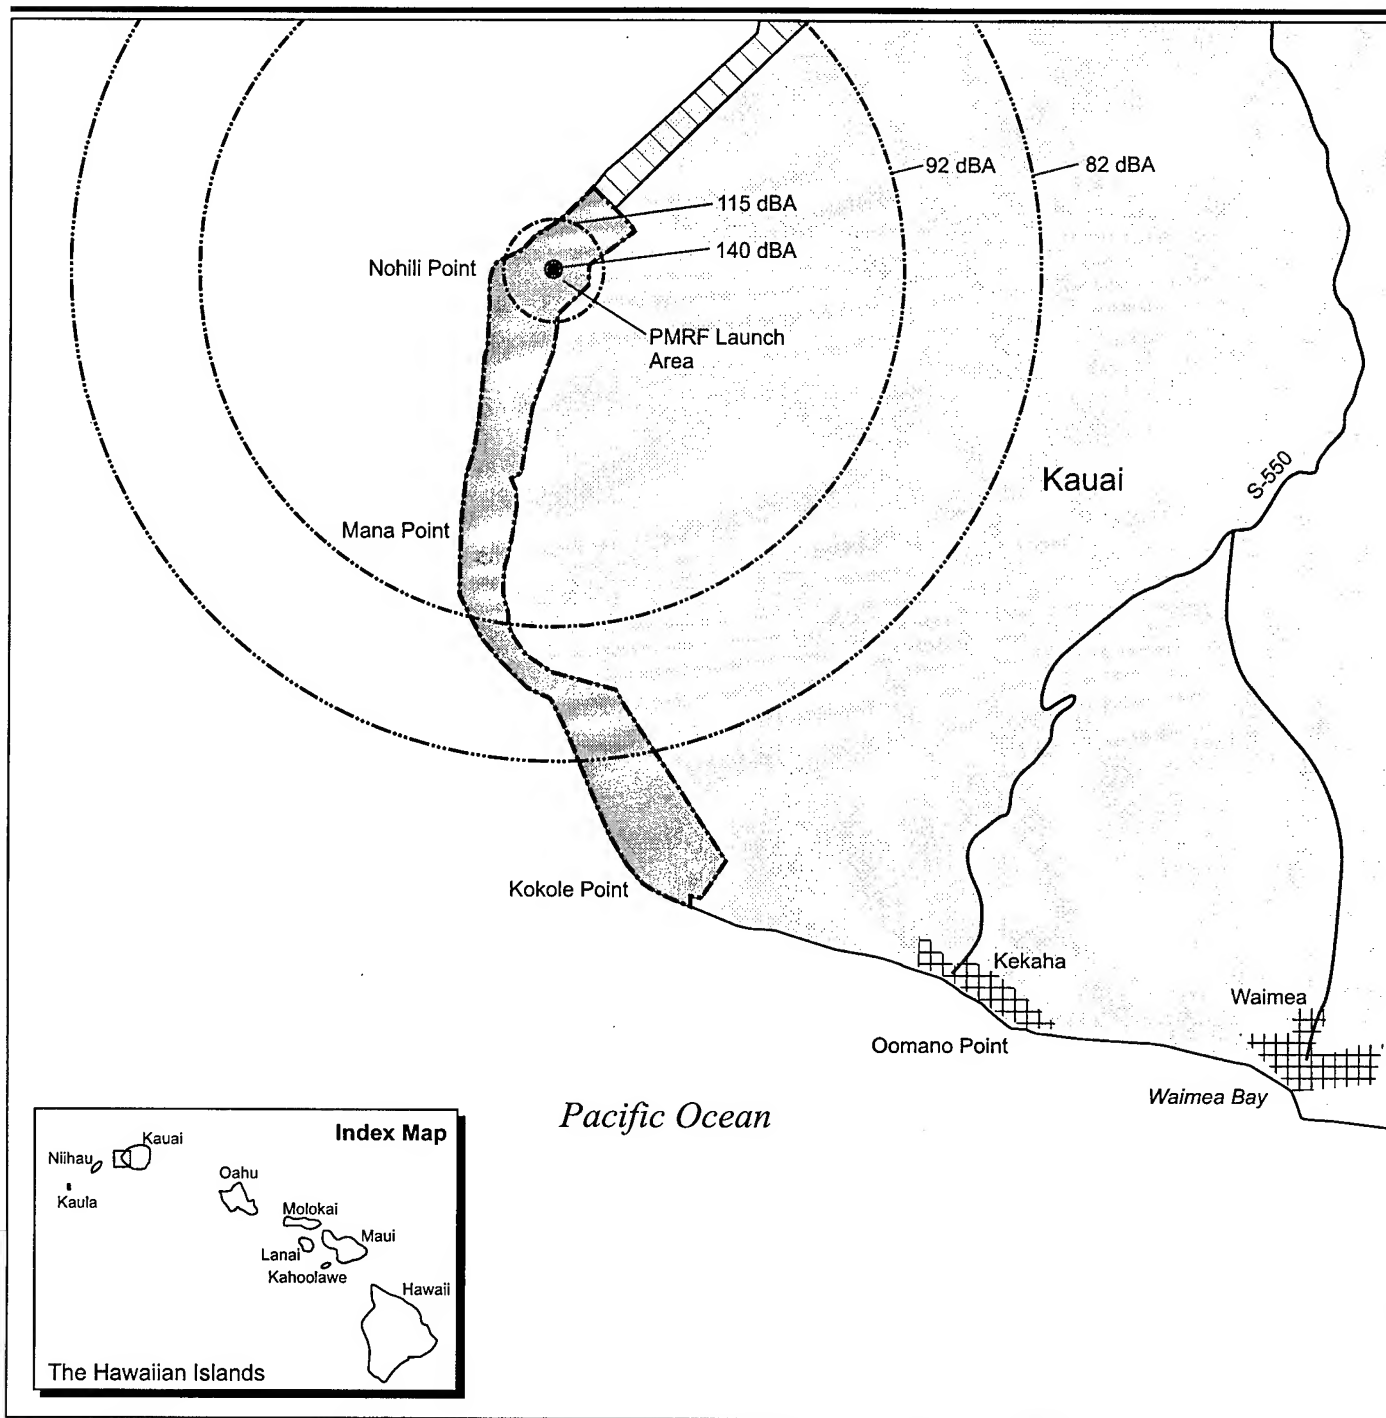 92 dBA
82 dBA
115 dBA
140 dBA
Nohili Point
PMRF Launch
Area
Kauai
S-550
Mana Point
Kokole Point
Kekaha
Waimea
Oomano Point
Waimea Bay
Pacific Ocean
Index Map
Kauai
Niihau
Kaula
Oahu
Molokai
Maui
Lanai
Kahoolawe
Hawaii
The Hawaiian Islands